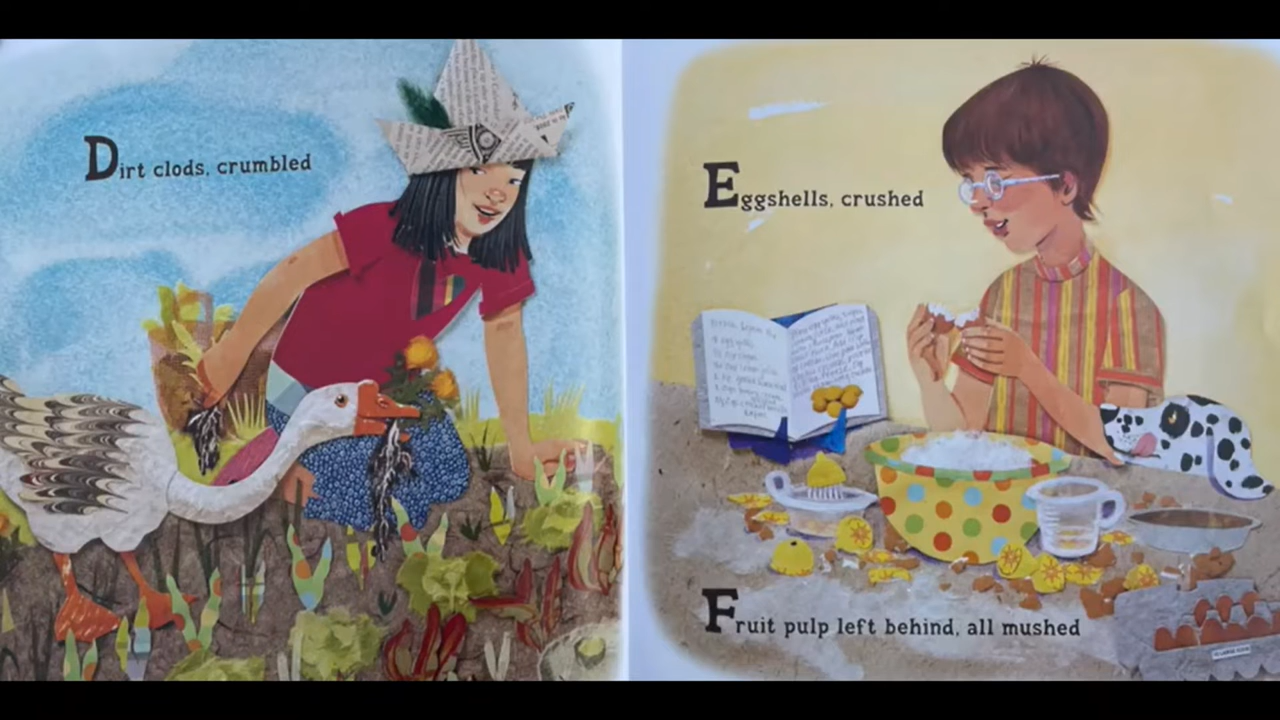 Dirt clods, crumbled
Eggshells, crushed
Fruit pulp left behind, all mushed